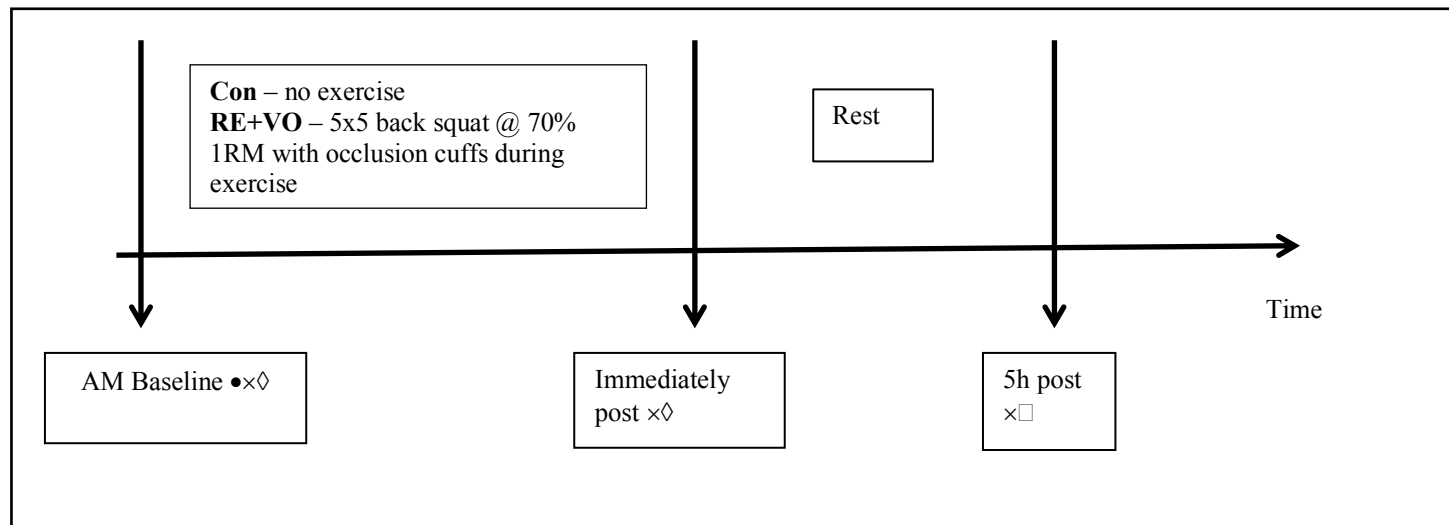 Con – no exercise
RE+VO – 5x5 back squat @ 70%
1RM with occlusion cuffs during
exercise
Rest
Time
AM Baseline ●×◊
Immediately
post ×◊
5h post
×□